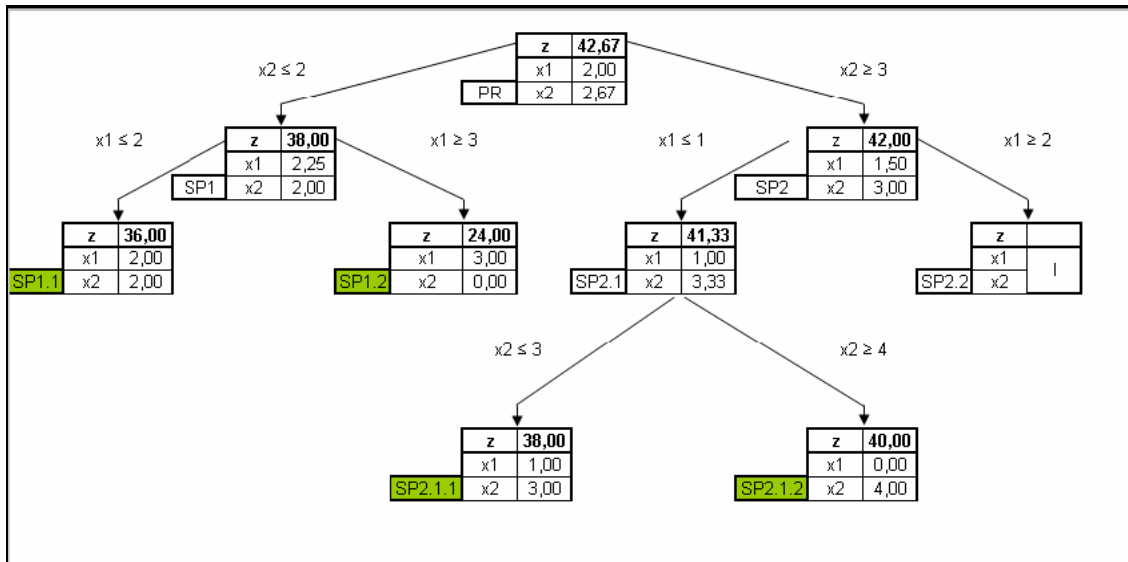 z 42,67
x1 2,00
PR x2 2,67
x2 ≤ 2
x2 ≥ 3
x1 ≤ 2
z 38,00
x1 2,25
SP1 x2 2,00
x1 ≥ 3
x1 ≤ 1
z 42,00
x1 1,50
SP2 x2 3,00
x1 ≥ 2
z 36,00
x1 2,00
SP1.1 x2 2,00
z 24,00
x1 3,00
SP1.2 x2 0,00
z 41,33
x1 1,00
SP2.1 x2 3,33
z
x1 I
SP2.2 x2
x2 ≤ 3
x2 ≥ 4
z 38,00
x1 1,00
SP2.1.1 x2 3,00
z 40,00
x1 0,00
SP2.1.2 x2 4,00